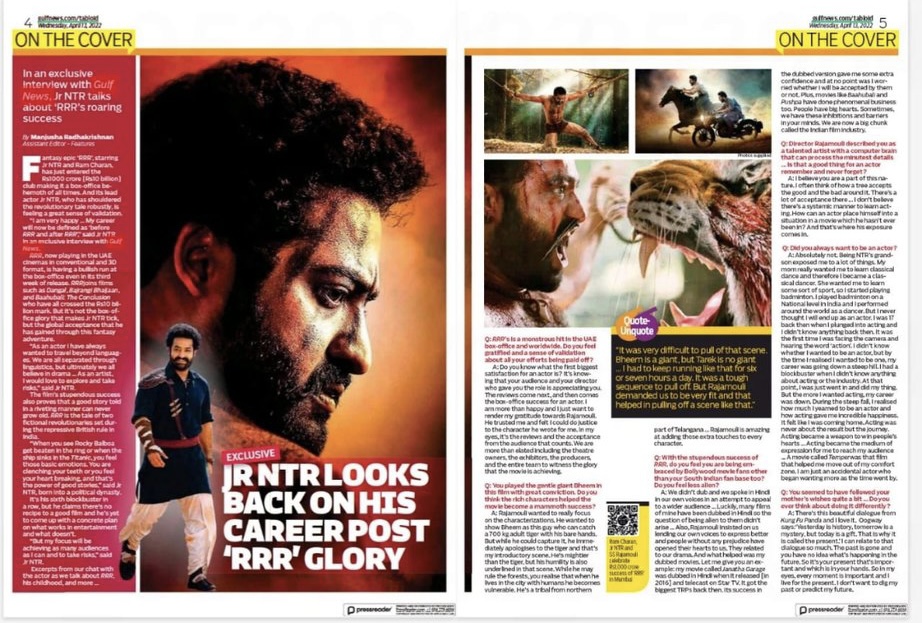 4
gulfnews.com/tabloid
Wednesday, April 13, 2022
ON THE COVER
In an exclusive
interview with Gulf
News, Jr NTR talks
about ‘RRR’s roaring
success
By Manjusha Radhakrishnan
Assistant Editor - Features
Fantasy epic ‘RRR’, starring
Jr NTR and Ram Charan,
has just entered the
Rs1000 crore (Rs10 billion)
club making it a box-office be-
hemoth of all times. And its lead
actor Jr NTR, who has shouldered
the revolutionary tale robustly, is
feeling a great sense of validation.
“I am very happy ... My career
will now be defined as ‘before
RRR and after RRR’,” said Jr NTR
in an exclusive interview with Gulf
News.
RRR, now playing in the UAE
cinemas in conventional and 3D
format, is having a bullish run at
the box-office even in its third
week of release. RRR joins films
such as Dangal, Bajrangi Bhaijaan,
and Baahubali: The Conclusion
who have all crossed the Rs10 bil-
lion mark. But it's not the box-of-
fice glory that makes Jr NTR tick,
but the global acceptance that he
has gained through this fantasy
adventure.
“As an actor I have always
wanted to travel beyond languag-
es. We are all separated through
linguistics, but ultimately we all
believe in drama ... As an artist,
I would love to explore and take
risks,” said Jr NTR.
The film's stupendous success
also proves that a good story told
in a riveting manner can never
grow old. RRR is the tale of two
fictional revolutionaries set dur-
ing the repressive British rule in
India.
“When you see Rocky Balboa
get beaten in the ring or when the
ship sinks in the Titanic, you feel
those basic emotions. You are
clenching your teeth or you feel
your heart breaking, and that's
the power of good stories,” said Jr
NTR, born into a political dynasty.
It's his sixth blockbuster in
a row, but he claims there's no
recipe to a good film and he's yet
to come up with a concrete plan
on what works in entertainment
and what doesn't.
“But my focus will be
achieving as many audiences
as I can and to take risks,” said
Jr NTR.
Excerpts from our chat with
the actor as we talk about RRR,
his childhood, and more ...
EXCLUSIVE
JR NTR LOOKS
BACK ON HIS
CAREER POST
‘RRR’ GLORY
pressreader
gulfnews.com/tabloid
Wednesday, April 13, 2022
5
ON THE COVER
Photos supplied
Q: RRR is a monstrous hit in the UAE
box-office and worldwide. Do you feel
gratified and a sense of validation
about all your efforts being paid off?
A: Do you know what the first biggest
satisfaction for an actor is? It's know-
ing that your audience and your director
who gave you the role is appreciating you.
The reviews come next, and then comes
the box-office success for an actor. I
am more than happy and I just want to
render my gratitude towards Rajamouli.
He trusted me and felt I could do justice
to the character he wrote for me. In my
eyes, it's the reviews and the acceptance
from the audience that counts. We are
more than elated including the theatre
owners, the exhibitors, the producers,
and the entire team to witness the glory
that the movie is achieving.
Q: You played the gentle giant Bheem in
this film with great conviction. Do you
think the rich characters helped the
movie become a mammoth success?
A: Rajamouli wanted to really focus
on the characterizations. He wanted to
show Bheem as this guy who can catch
a 700 kg adult tiger with his bare hands.
But while he could capture it, he imme-
diately apologises to the tiger and that's
my introductory scene. He's mightier
than the tiger, but his humility is also
underlined in that scene. While he may
rule the forests, you realise that when he
lives in the city with humans he becomes
vulnerable. He's a tribal from northern
Quote-
Unquote
“It was very difficult to pull of that scene.
Bheem is a giant, but Tarek is no giant
... I had to keep running like that for six
or seven hours a day. It was a tough
sequence to pull off. But Rajamouli
demanded us to be very fit and that
helped in pulling off a scene like that.”
part of Telangana ... Rajamouli is amazing
at adding those extra touches to every
character.
Q: With the stupendous success of
RRR, do you feel you are being em-
braced by Bollywood movie fans other
than your South Indian fan base too?
Do you feel less alien?
A: We didn't dub and we spoke in Hindi
in our own voices in an attempt to appeal
to a wider audience ... Luckily, many films
of mine have been dubbed in Hindi so the
question of being alien to them didn't
arise ... Also, Rajamouli insisted on us
lending our own voices to express better
and people without any prejudice have
opened their hearts to us. They related
to our drama. And what helped was my
dubbed movies. Let me give you an ex-
ample: my movie called Janatha Garage
was dubbed in Hindi when it released [in
2016] and telecast on Star TV. It got the
biggest TRPs back then. Its success in
Ram Charan,
Jr NTR and
SS Rajamouli
celebrate
Rs1,000 crore
success of ‘RRR’
in Mumbai
the dubbed version gave me some extra
confidence and at no point was I wor-
ried whether I will be accepted by them
or not. Plus, movies like Baahubali and
Pushpa have done phenomenal business
too. People have big hearts. Sometimes,
we have these inhibitions and barriers
in your minds. We are now a big chunk
called the Indian film industry.
Q: Director Rajamouli described you as
a talented artist with a computer brain
that can process the minutest details
... Is that a good thing for an actor
remember and never forget?
A: I believe you are a part of this na-
ture. I often think of how a tree accepts
the good and the bad around it. There's a
lot of acceptance there ... I don't believe
there's a systemic manner to learn act-
ing. How can an actor place himself into a
situation in a movie which he hasn't ever
been in? And that's where his exposure
comes in.
Q: Did you always want to be an actor?
A: Absolutely not. Being NTR's grand-
son exposed me to a lot of things. My
mom really wanted me to learn classical
dance and therefore I became a clas-
sical dancer. She wanted me to learn
some sort of sport, so I started playing
badminton. I played badminton on a
National level in India and I performed
around the world as a dancer. But I never
thought I will end up as an actor. I was 17
back then when I plunged into acting and
I didn't know anything back then. It was
the first time I was facing the camera and
hearing the word ‘action’. I didn't know
whether I wanted to be an actor, but by
the time I realised I wanted to be one, my
career was going down a steep hill. I had a
blockbuster when I didn't know anything
about acting or the industry. At that
point, I was just went in and did my thing.
But the more I wanted acting, my career
was down. During the steep fall, I realised
how much I yearned to be an actor and
how acting gave me incredible happiness.
It felt like I was coming home. Acting was
never about the result but the journey.
Acting became a weapon to win people's
hearts ... Acting became the medium of
expression for me to reach my audience
... A movie called Temper was that film
that helped me move out of my comfort
zone. I am just an accidental actor who
began wanting more as the time went by.
Q: You seemed to have followed your
mother's wishes quite a bit ... Do you
ever think about doing it differently?
A: There's this beautiful dialogue from
Kung Fu Panda and I love it. Oogway
says: ‘Yesterday is history, tomorrow is a
mystery, but today is a gift. That is why it
is called the present.’ I can relate to that
dialogue so much. The past is gone and
you have no idea what's happening in the
future. So it's your present that's impor-
tant and which is in your hands. So in my
eyes, every moment is important and I
live for the present. I don't want to dig my
past or predict my future.
pressreader